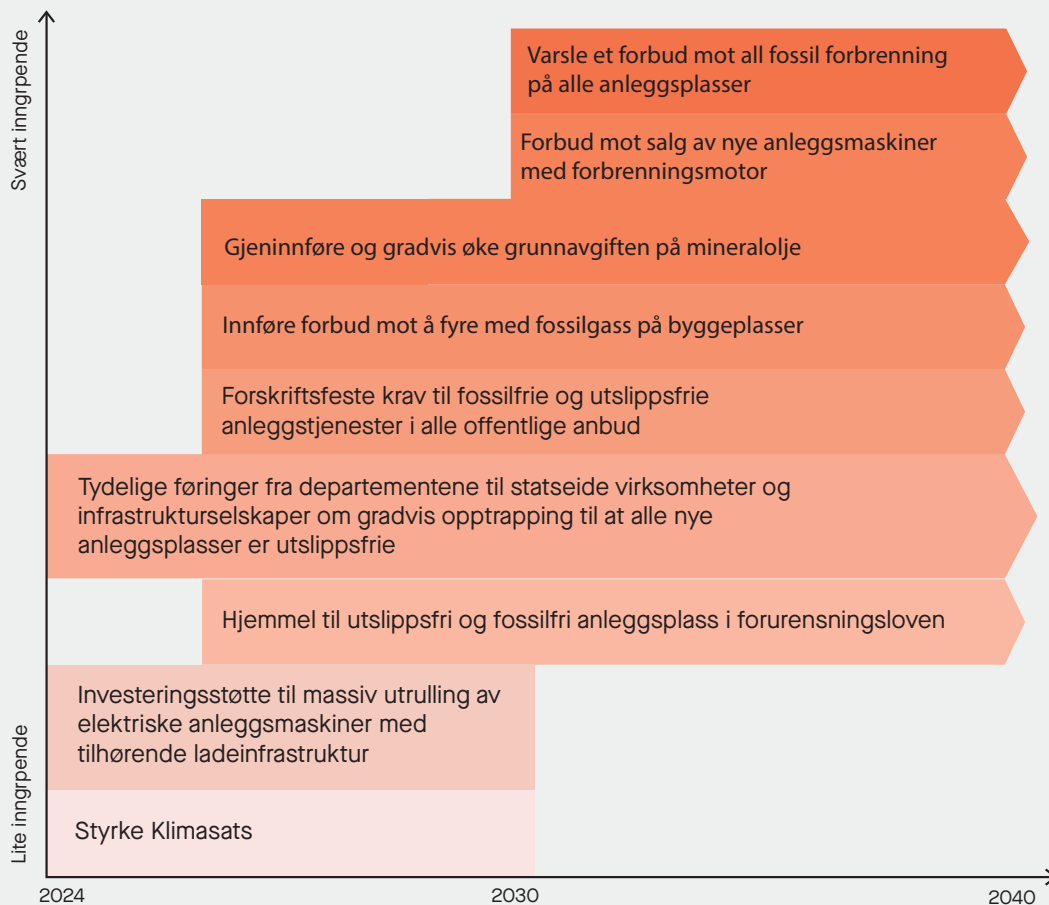 Svært inngrpende
Varsle et forbud mot all fossil forbrenning
på alle anleggsplasser
Forbud mot salg av nye anleggsmaskiner
med forbrenningsmotor
Gjeninnføre og gradvis øke grunnavgiften på mineralolje
Innføre forbud mot å fyre med fossilgass på byggeplasser
Forskriftsfeste krav til fossilfrie og utslippsfrie
anleggstjenester i alle offentlige anbud
Tydelige føringer fra departementene til statseide virksomheter og
infrastrukturselskaper om gradvis opptrapping til at alle nye
anleggsplasser er utslippsfrie
Hjemmel til utslippsfri og fossilfri anleggsplass i forurensningsloven
Investeringsstøtte til massiv utrulling av
elektriske anleggsmaskiner med
tilhørende ladeinfrastruktur
Styrke Klimasats
Lite inngrpende
2024
2030
2040